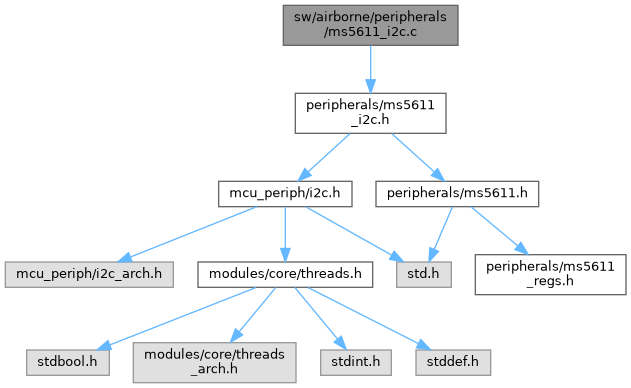 sw/airborne/peripherals
/ms5611_i2c.c
peripherals/ms5611
_i2c.h
mcu_periph/i2c.h
peripherals/ms5611.h
mcu_periph/i2c_arch.h
modules/core/threads.h
std.h
peripherals/ms5611
_regs.h
stdbool.h
modules/core/threads
_arch.h
stdint.h
stddef.h